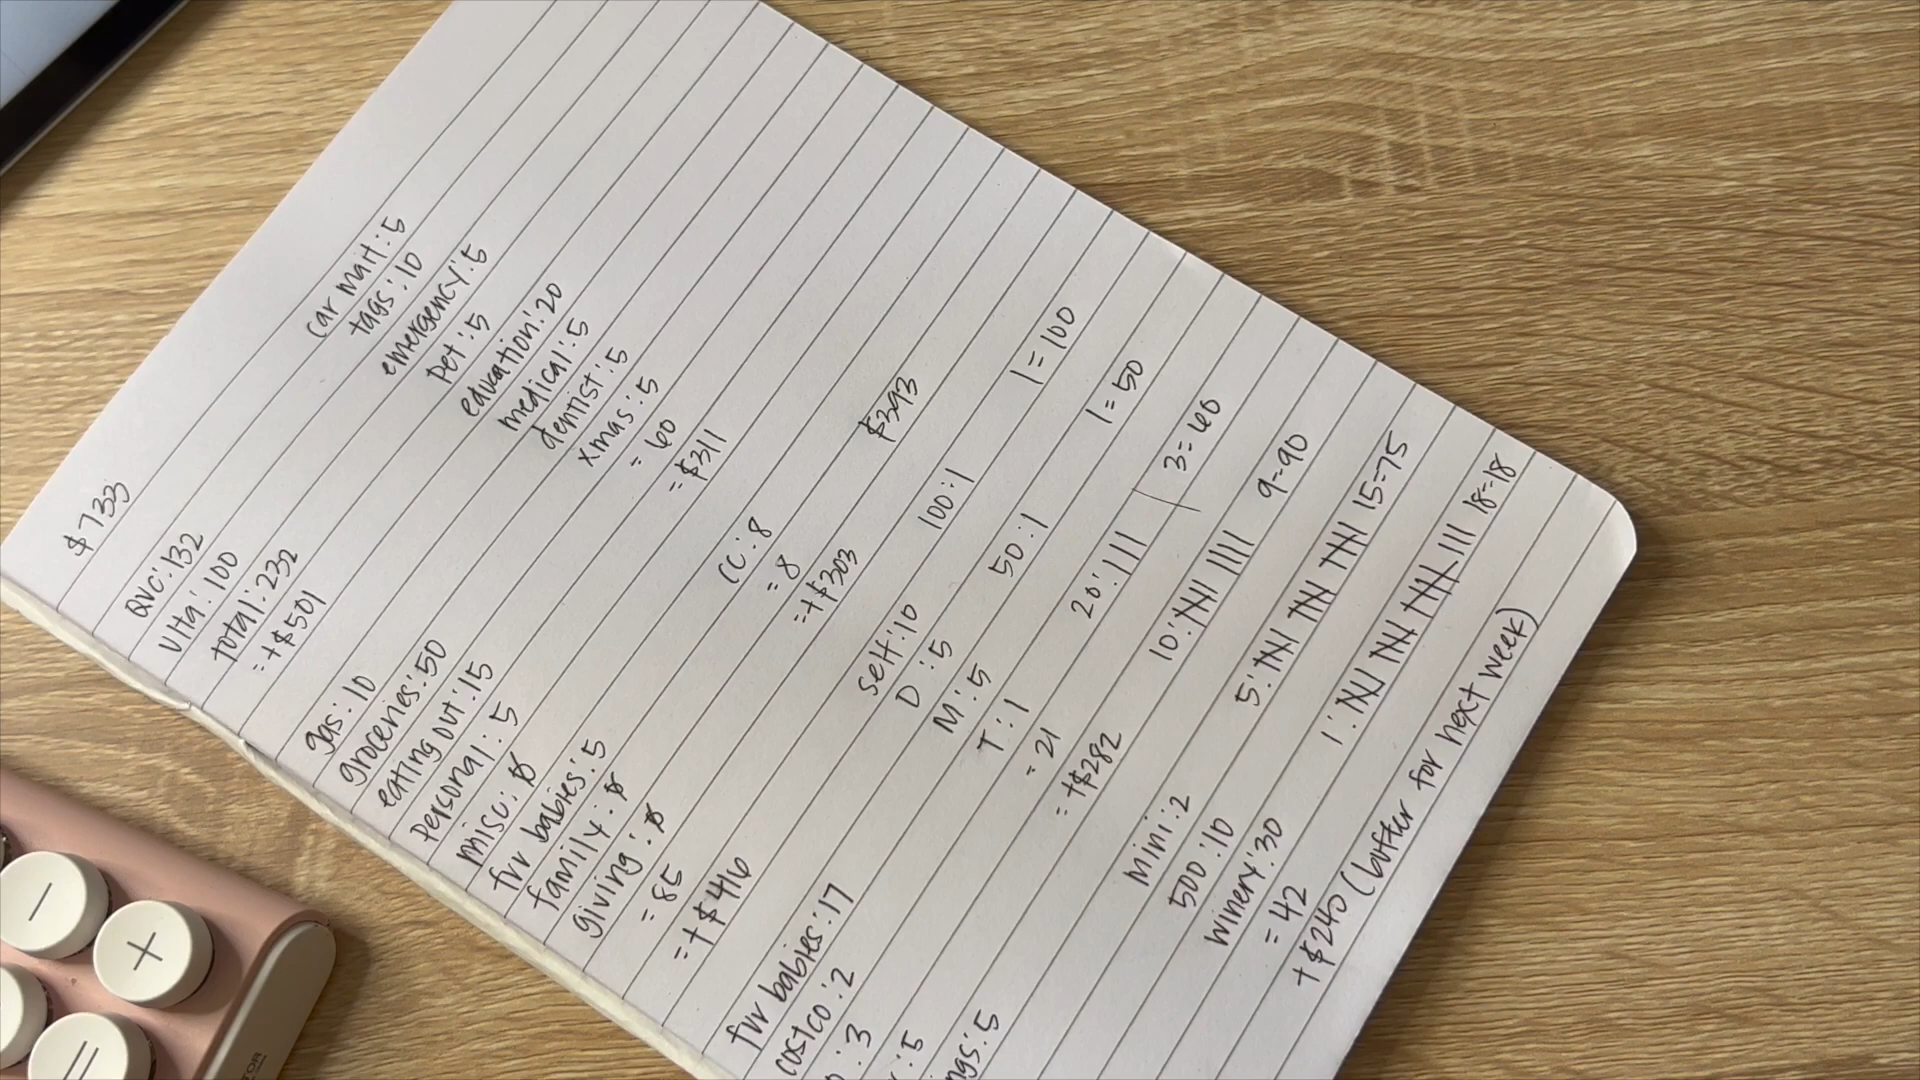 $733
QVC: 132
Ulta: 100
total: 232
= +$501
gas: 10
groceries: 50
eating out: 15
personal: 5
misc: 0
fur babies: 5
family: 0
giving: 0
= 85
= +$416
fur babies: 17
costco: 2
: 3
: 5
ngs: 5
car mart: 5
tags: 10
emergency: 5
pet: 5
education: 20
medical: 5
dentist: 5
xmas: 5
= 60
= $311
CC: 8
= 8
= +$303
self: 10
D: 5
M: 5
T: 1
= 21
= +$282
mini: 2
500: 10
winery: 30
= 42
+$240 (buffer for next week)
$393
100: 1 1 = 100
50: 1 1 = 50
20: ||| 3 = 60
10: |||| |||| 9 = 90
5: |||| |||| |||| 15 = 75
1: |||| |||| |||| ||| 18 = 18
−
+
=